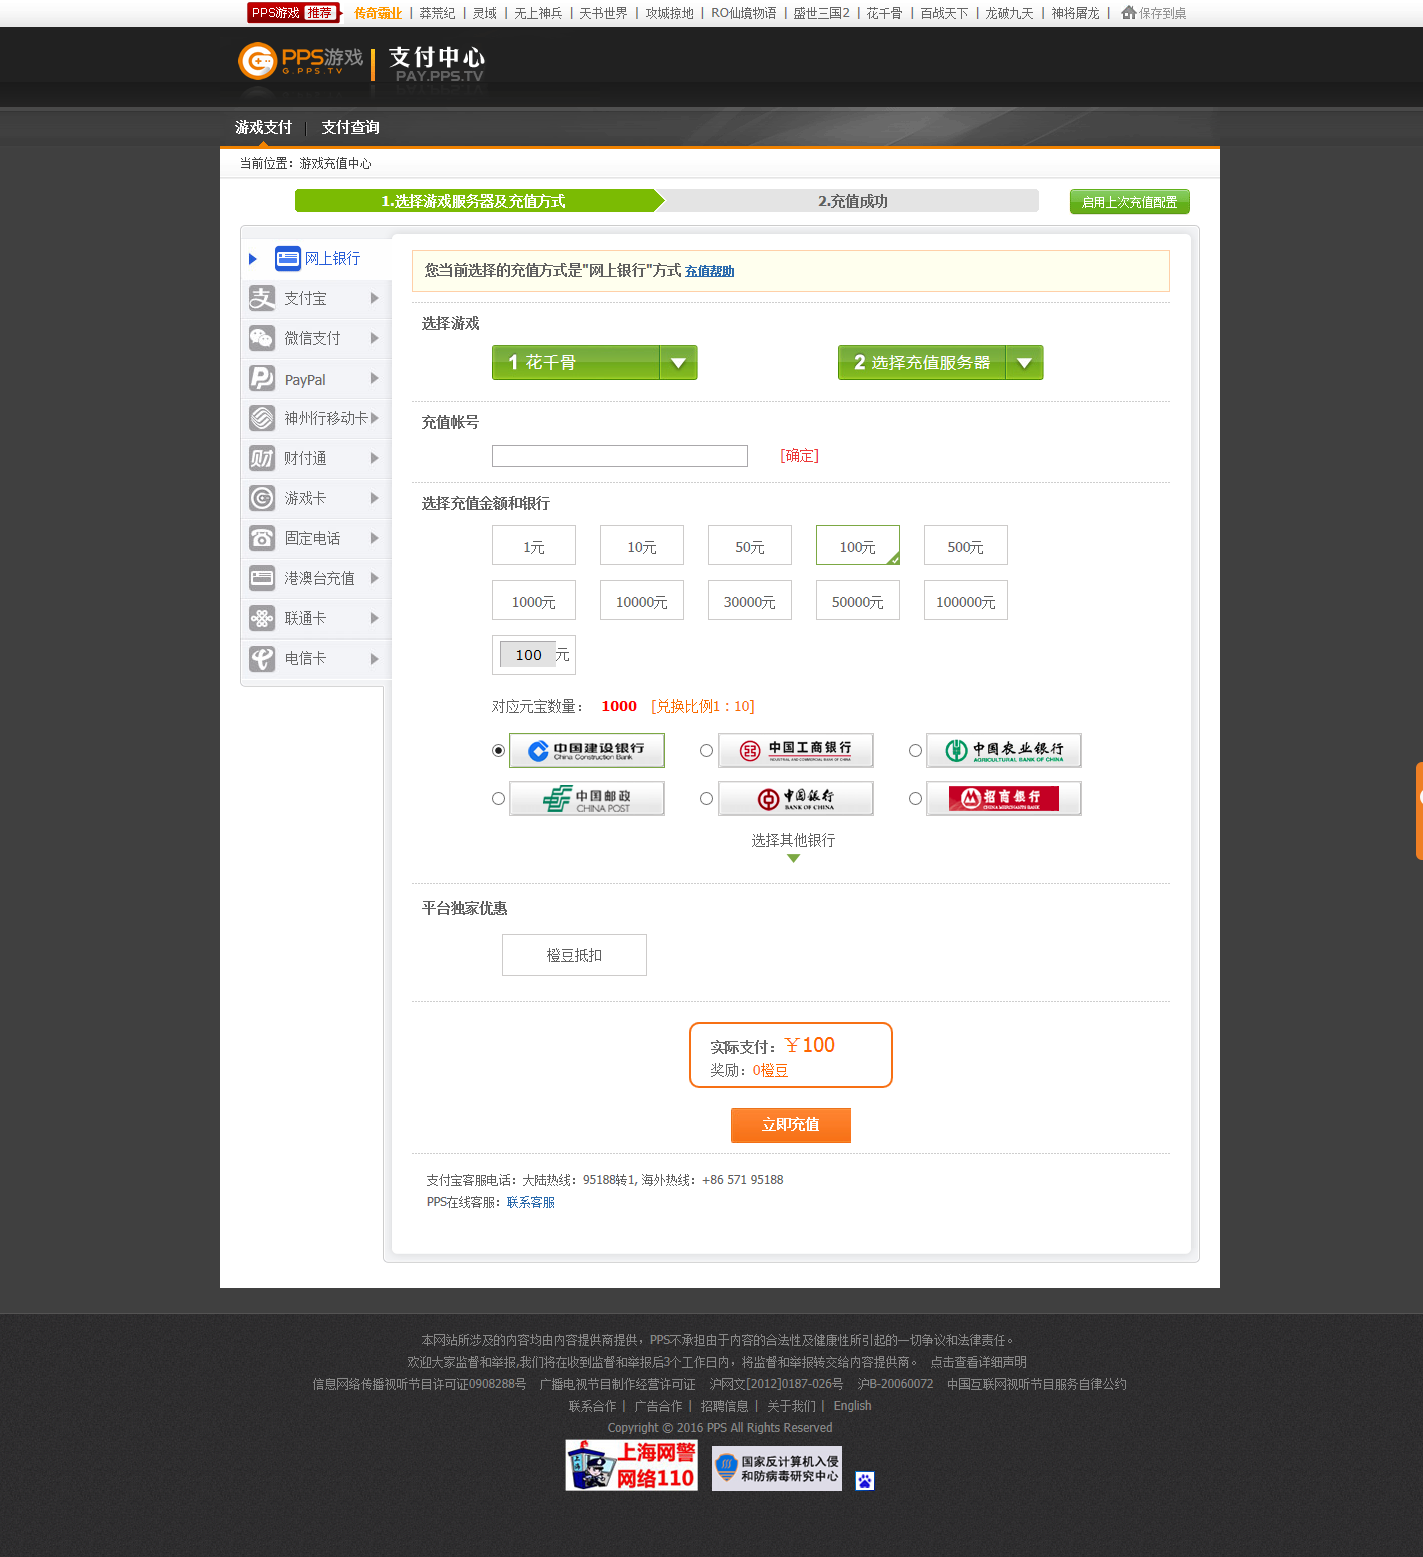 PPS游戏 推荐 传奇霸业 | 莽荒纪 | 灵域 | 无上神兵 | 天书世界 | 攻城掠地 | RO仙境物语 | 盛世三国2 | 花千骨 | 百战天下 | 龙破九天 | 神将屠龙 | 保存到桌
PPS游戏 支付中心
G.PPS.TV PAY.PPS.TV
游戏支付 | 支付查询
当前位置：游戏充值中心
1.选择游戏服务器及充值方式 2.充值成功 启用上次充值配置
网上银行
支付宝
微信支付
PayPal
神州行移动卡
财付通
游戏卡
固定电话
港澳台充值
联通卡
电信卡
您当前选择的充值方式是"网上银行"方式 充值帮助
选择游戏
1 花千骨 2 选择充值服务器
充值帐号
[确定]
选择充值金额和银行
1元 10元 50元 100元 500元
1000元 10000元 30000元 50000元 100000元
100 元
对应元宝数量： 1000 [兑换比例1：10]
中国建设银行 China Construction Bank 中国工商银行 INDUSTRIAL AND COMMERCIAL BANK OF CHINA 中国农业银行 AGRICULTURAL BANK OF CHINA
中国邮政 CHINA POST 中国银行 BANK OF CHINA 招商银行 CHINA MERCHANTS BANK
选择其他银行
平台独家优惠
橙豆抵扣
实际支付：￥100
奖励：0橙豆
立即充值
支付宝客服电话：大陆热线：95188转1, 海外热线：+86 571 95188
PPS在线客服：联系客服
本网站所涉及的内容均由内容提供商提供，PPS不承担由于内容的合法性及健康性所引起的一切争议和法律责任。
欢迎大家监督和举报,我们将在收到监督和举报后3个工作日内，将监督和举报转交给内容提供商。 点击查看详细声明
信息网络传播视听节目许可证0908288号 广播电视节目制作经营许可证 沪网文[2012]0187-026号 沪B-20060072 中国互联网视听节目服务自律公约
联系合作 | 广告合作 | 招聘信息 | 关于我们 | English
Copyright © 2016 PPS All Rights Reserved
上海网警
网络110
国家反计算机入侵
和防病毒研究中心